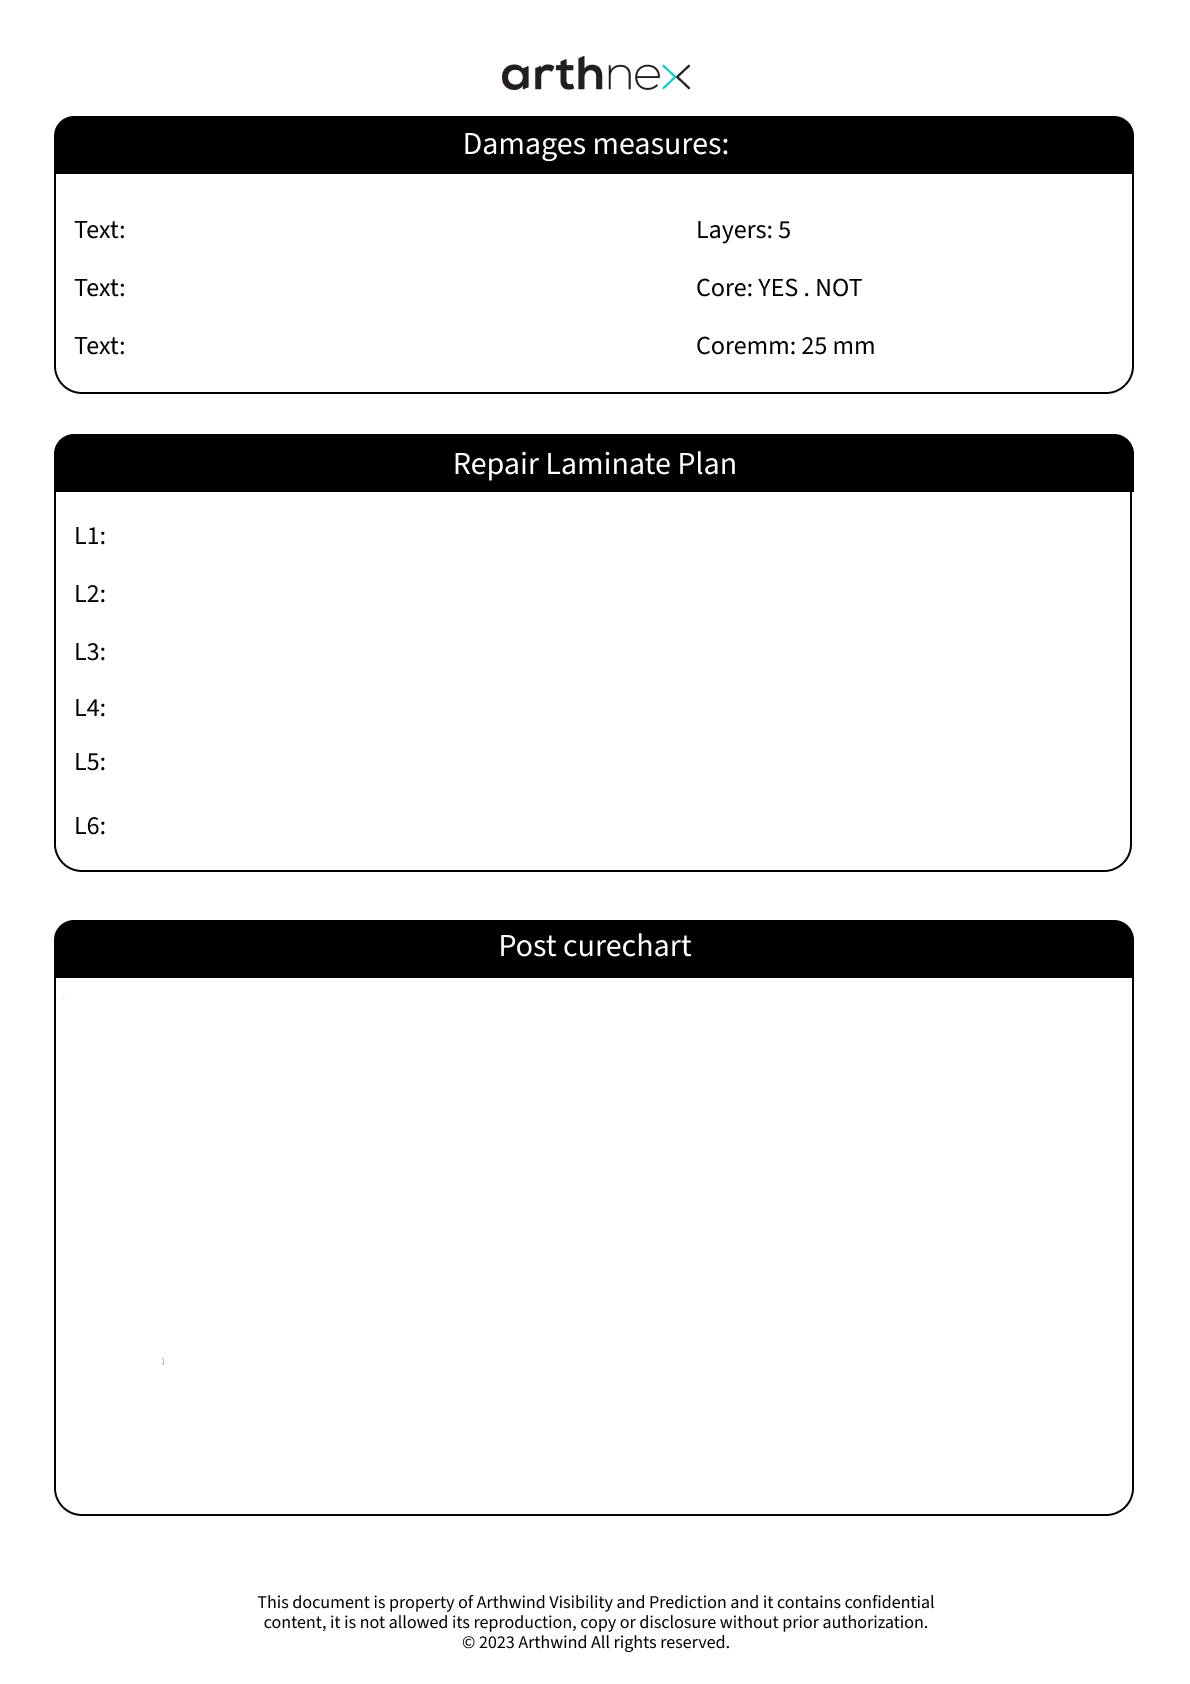 arthnex
Damages measures:
Text:
Layers: 5
Text:
Core: YES . NOT
Text:
Coremm: 25 mm
Repair Laminate Plan
L1:
L2:
L3:
L4:
L5:
L6:
Post curechart
1
This document is property of Arthwind Visibility and Prediction and it contains confidential
content, it is not allowed its reproduction, copy or disclosure without prior authorization.
© 2023 Arthwind All rights reserved.